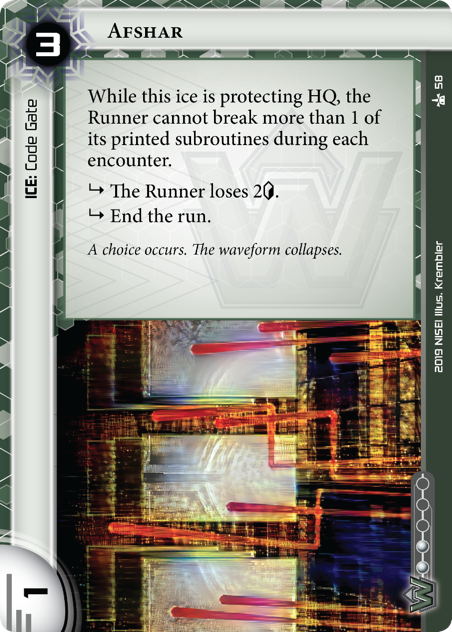 3
Afshar
ICE: Code Gate
While this ice is protecting HQ, the
Runner cannot break more than 1 of
its printed subroutines during each
encounter.
↳ The Runner loses 2.
↳ End the run.
A choice occurs. The waveform collapses.
58
2019 NISEI Illus. Krembler
1